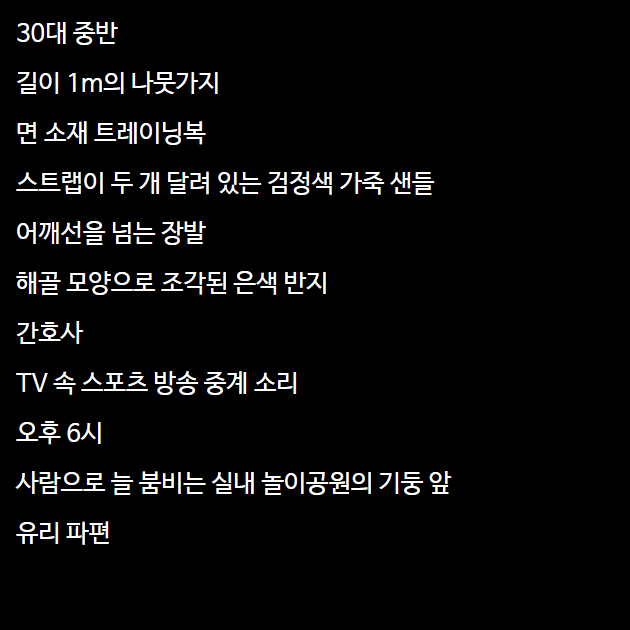 30대 중반
길이 1m의 나뭇가지
면 소재 트레이닝복
스트랩이 두 개 달려 있는 검정색 가죽 샌들
어깨선을 넘는 장발
해골 모양으로 조각된 은색 반지
간호사
TV 속 스포츠 방송 중계 소리
오후 6시
사람으로 늘 붐비는 실내 놀이공원의 기둥 앞
유리 파편